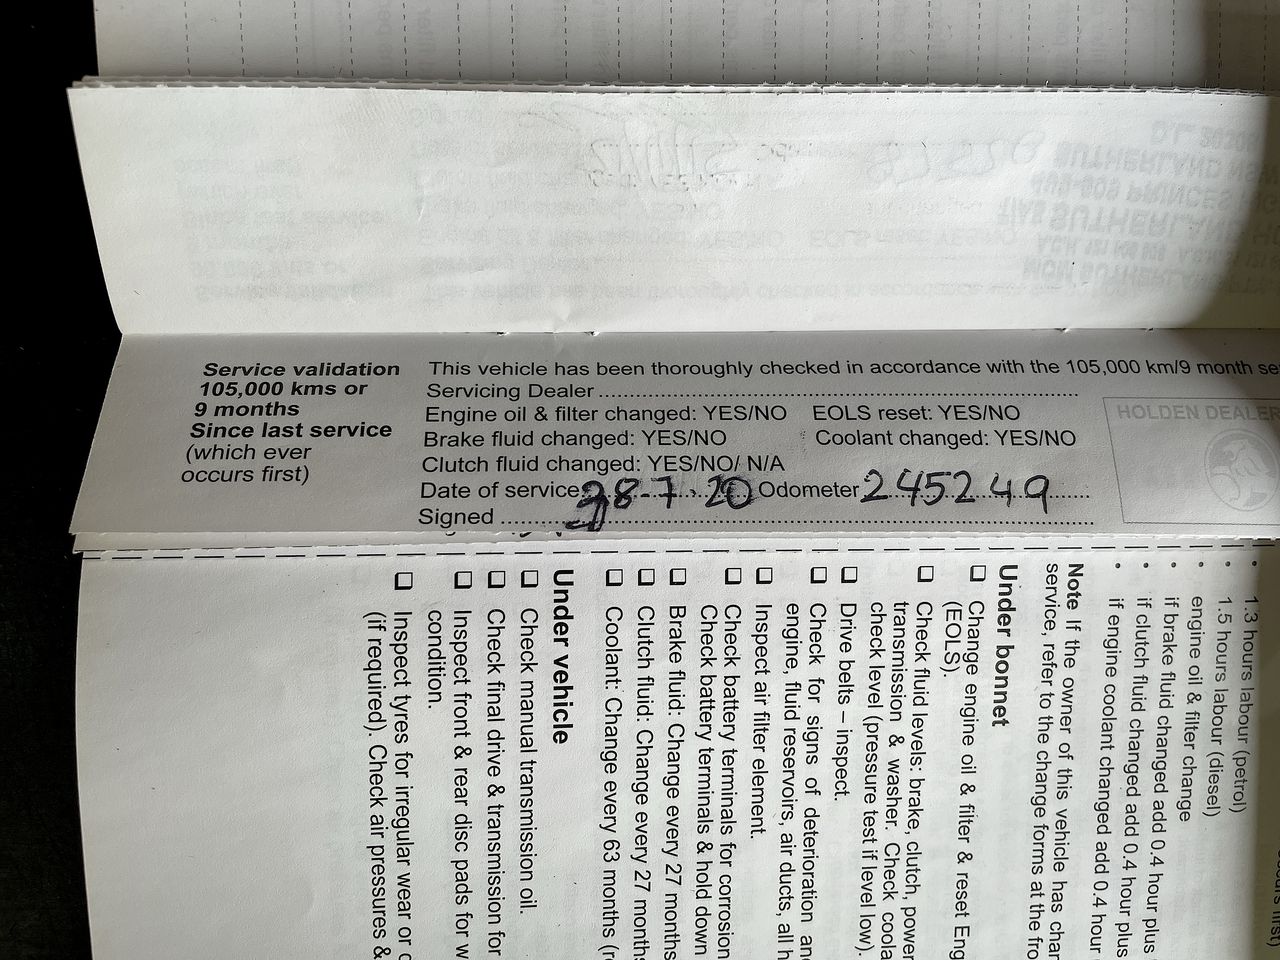 Service validation
105,000 kms or
9 months
Since last service
(which ever
occurs first)
This vehicle has been thoroughly checked in accordance with the 105,000 km/9 month se
Servicing Dealer
Engine oil & filter changed: YES/NO EOLS reset: YES/NO
Brake fluid changed: YES/NO Coolant changed: YES/NO
Clutch fluid changed: YES/NO/ N/A
Date of service 28-7-20 Odometer 245249
Signed
HOLDEN DEALER
• 1.3 hours labour (petrol)
• 1.5 hours labour (diesel)
• engine oil & filter change
• if brake fluid changed add 0.4 hour plus
• if clutch fluid changed add 0.4 hour plus
• if engine coolant changed add 0.4 hour
Note If the owner of this vehicle has char
service, refer to the change forms at the fro
Under bonnet
❑ Change engine oil & filter & reset Eng
(EOLS).
❑ Check fluid levels: brake, clutch, power
transmission & washer. Check coola
check level (pressure test if level low).
❑ Drive belts – inspect.
❑ Check for signs of deterioration and
engine, fluid reservoirs, air ducts, all h
❑ Inspect air filter element.
❑ Check battery terminals for corrosion
Check battery terminals & hold down
❑ Brake fluid: Change every 27 months
❑ Clutch fluid: Change every 27 months
❑ Coolant: Change every 63 months (re
Under vehicle
❑ Check manual transmission oil.
❑ Check final drive & transmission for
❑ Inspect front & rear disc pads for w
condition.
❑ Inspect tyres for irregular wear or d
(if required). Check air pressures &